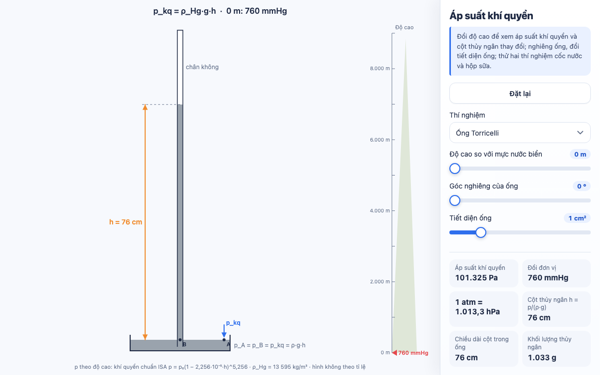 p_kq = ρ_Hg·g·h · 0 m: 760 mmHg
chân không
h = 76 cm
p_kq
B
A
p_A = p_B = p_kq = ρ·g·h
Độ cao
8.000 m
6.000 m
4.000 m
2.000 m
0 m
760 mmHg
p theo độ cao: khí quyển chuẩn ISA p = p₀(1 − 2,256·10⁻⁵·h)^5,256 · ρ_Hg = 13 595 kg/m³ · hình không theo tỉ lệ
Áp suất khí quyển
Đổi độ cao để xem áp suất khí quyển và
cột thủy ngân thay đổi; nghiêng ống, đổi
tiết diện ống; thử hai thí nghiệm cốc nước
và hộp sữa.
Đặt lại
Thí nghiệm
Ống Torricelli
Độ cao so với mực nước biển
0 m
Góc nghiêng của ống
0 °
Tiết diện ống
1 cm²
Áp suất khí quyển
101.325 Pa
Đổi đơn vị
760 mmHg
1 atm =
1.013,3 hPa
Cột thủy ngân h =
p/(ρ·g)
76 cm
Chiều dài cột trong
ống
76 cm
Khối lượng thủy
ngân
1.033 g